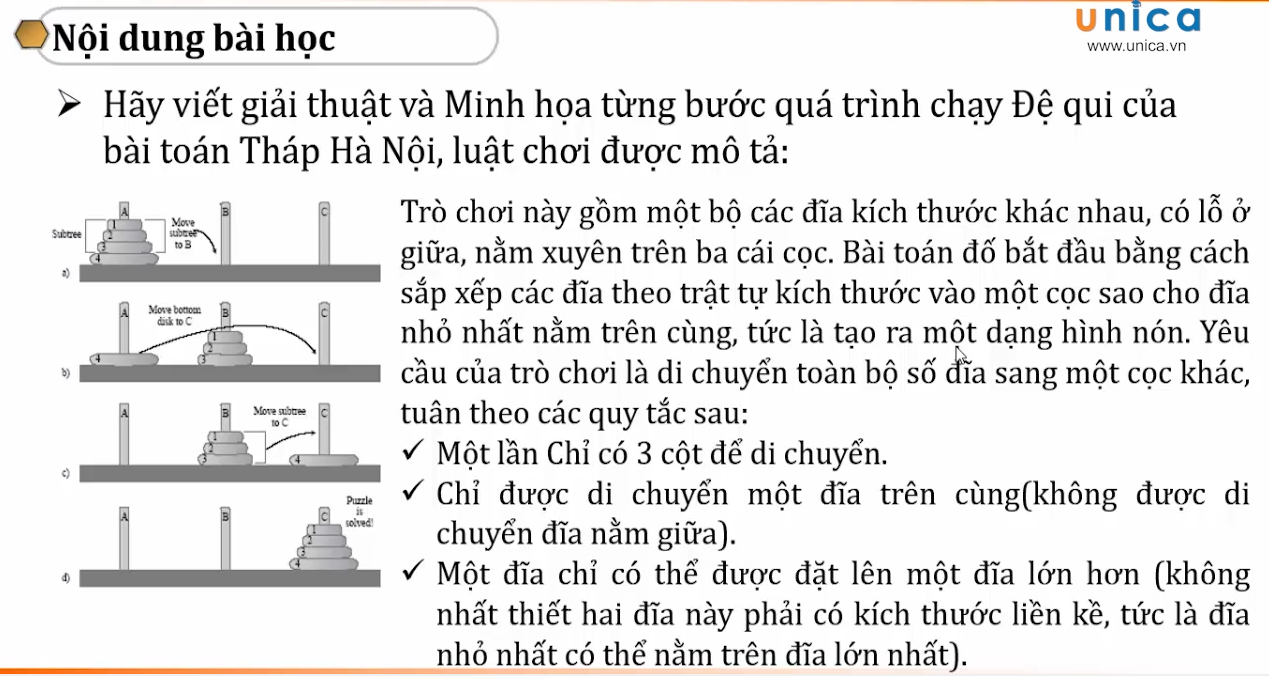 Nội dung bài học
unica
www.unica.vn
➤ Hãy viết giải thuật và Minh họa từng bước quá trình chạy Đệ qui của
bài toán Tháp Hà Nội, luật chơi được mô tả:
A B C
Subtree
1
2
3
4
Move
subtree
to B
a)
A B C
Move bottom
disk to C
4
1
2
3
b)
A B C
Move subtree
to C
1
2
3
4
c)
A B C
Puzzle
is
solved!
1
2
3
4
d)
Trò chơi này gồm một bộ các đĩa kích thước khác nhau, có lỗ ở
giữa, nằm xuyên trên ba cái cọc. Bài toán đố bắt đầu bằng cách
sắp xếp các đĩa theo trật tự kích thước vào một cọc sao cho đĩa
nhỏ nhất nằm trên cùng, tức là tạo ra một dạng hình nón. Yêu
cầu của trò chơi là di chuyển toàn bộ số đĩa sang một cọc khác,
tuân theo các quy tắc sau:
✓ Một lần Chỉ có 3 cột để di chuyển.
✓ Chỉ được di chuyển một đĩa trên cùng(không được di
chuyển đĩa nằm giữa).
✓ Một đĩa chỉ có thể được đặt lên một đĩa lớn hơn (không
nhất thiết hai đĩa này phải có kích thước liền kề, tức là đĩa
nhỏ nhất có thể nằm trên đĩa lớn nhất).